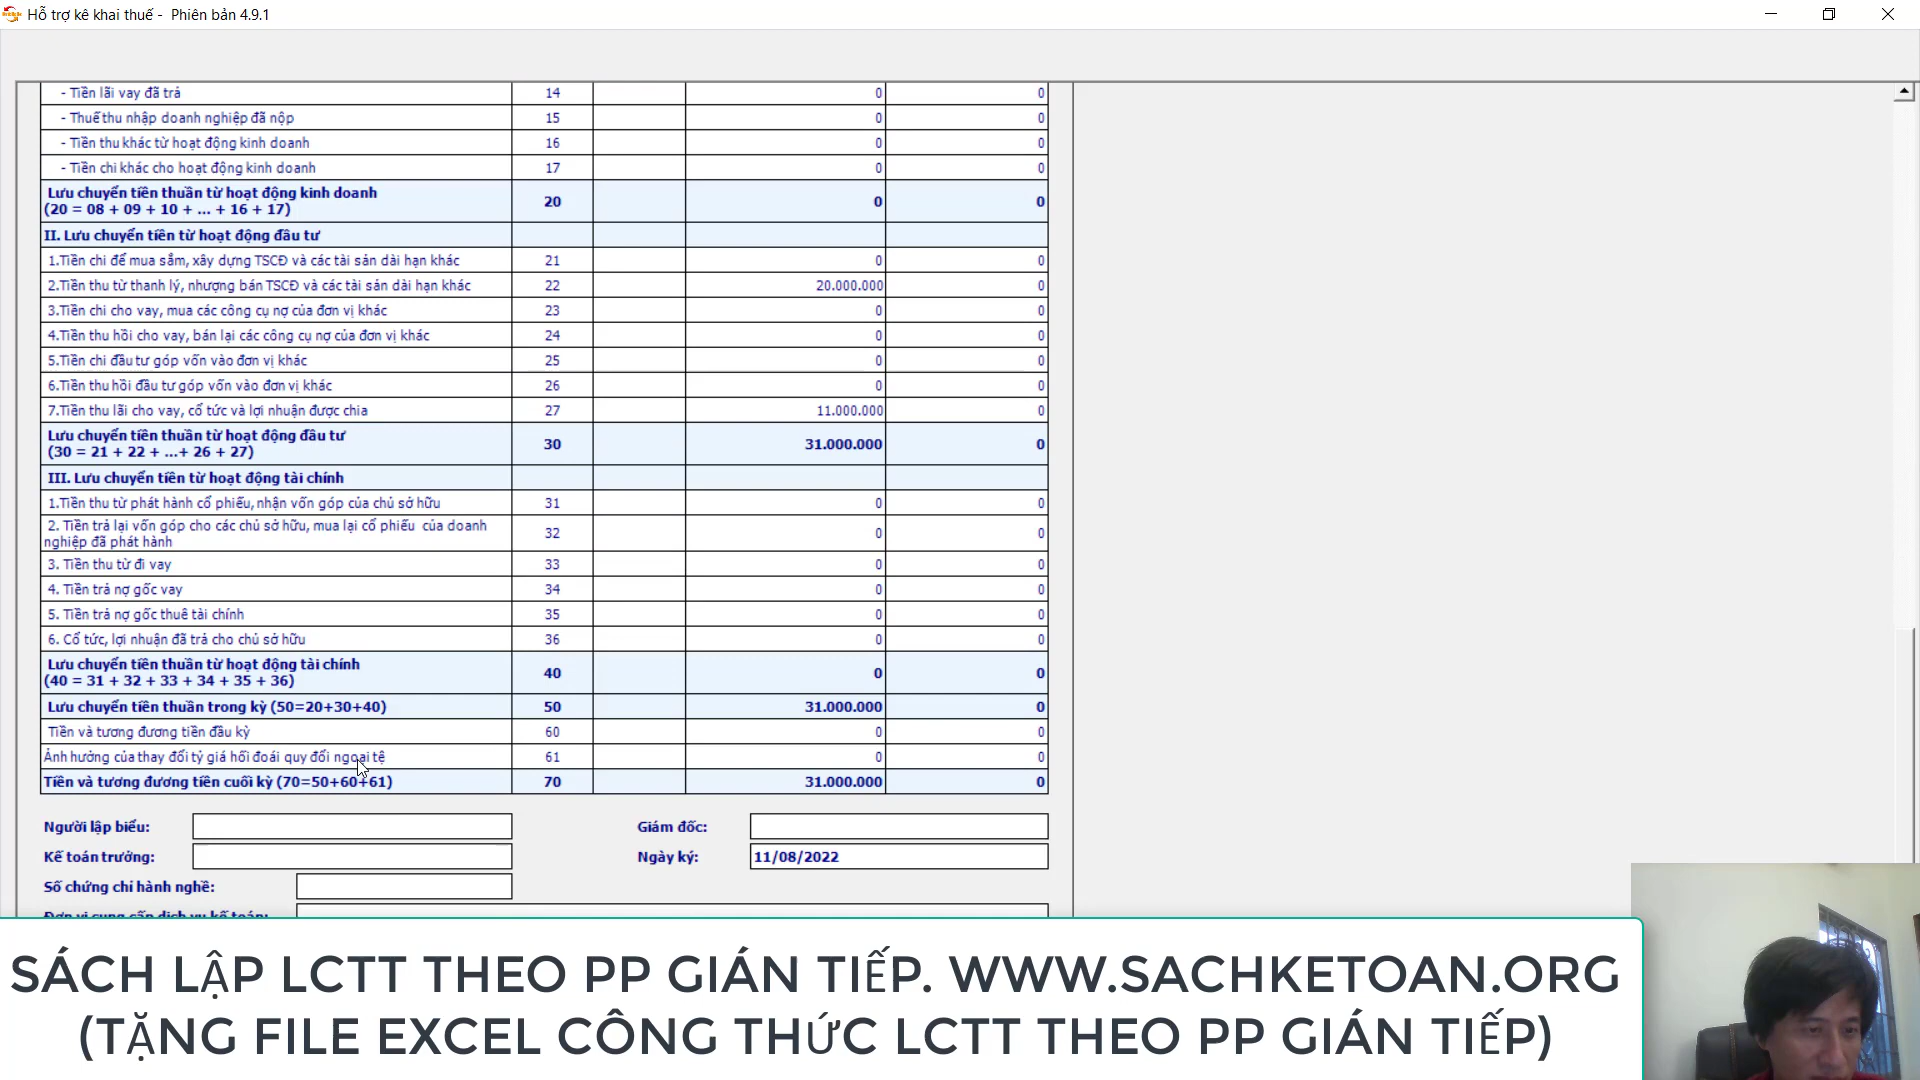 Hỗ trợ kê khai thuế - Phiên bản 4.9.1
- Tiền lãi vay đã trả 14 0 0
- Thuế thu nhập doanh nghiệp đã nộp 15 0 0
- Tiền thu khác từ hoạt động kinh doanh 16 0 0
- Tiền chi khác cho hoạt động kinh doanh 17 0 0
Lưu chuyển tiền thuần từ hoạt động kinh doanh
(20 = 08 + 09 + 10 + ... + 16 + 17) 20 0 0
II. Lưu chuyển tiền từ hoạt động đầu tư
1.Tiền chi để mua sắm, xây dựng TSCĐ và các tài sản dài hạn khác 21 0 0
2.Tiền thu từ thanh lý, nhượng bán TSCĐ và các tài sản dài hạn khác 22 20.000.000 0
3.Tiền chi cho vay, mua các công cụ nợ của đơn vị khác 23 0 0
4.Tiền thu hồi cho vay, bán lại các công cụ nợ của đơn vị khác 24 0 0
5.Tiền chi đầu tư góp vốn vào đơn vị khác 25 0 0
6.Tiền thu hồi đầu tư góp vốn vào đơn vị khác 26 0 0
7.Tiền thu lãi cho vay, cổ tức và lợi nhuận được chia 27 11.000.000 0
Lưu chuyển tiền thuần từ hoạt động đầu tư
(30 = 21 + 22 + ...+ 26 + 27) 30 31.000.000 0
III. Lưu chuyển tiền từ hoạt động tài chính
1.Tiền thu từ phát hành cổ phiếu, nhận vốn góp của chủ sở hữu 31 0 0
2. Tiền trả lại vốn góp cho các chủ sở hữu, mua lại cổ phiếu của doanh
nghiệp đã phát hành 32 0 0
3. Tiền thu từ đi vay 33 0 0
4. Tiền trả nợ gốc vay 34 0 0
5. Tiền trả nợ gốc thuê tài chính 35 0 0
6. Cổ tức, lợi nhuận đã trả cho chủ sở hữu 36 0 0
Lưu chuyển tiền thuần từ hoạt động tài chính
(40 = 31 + 32 + 33 + 34 + 35 + 36) 40 0 0
Lưu chuyển tiền thuần trong kỳ (50=20+30+40) 50 31.000.000 0
Tiền và tương đương tiền đầu kỳ 60 0 0
Ảnh hưởng của thay đổi tỷ giá hối đoái quy đổi ngoại tệ 61 0 0
Tiền và tương đương tiền cuối kỳ (70=50+60+61) 70 31.000.000 0
Người lập biểu: Giám đốc:
Kế toán trưởng: Ngày ký: 11/08/2022
Số chứng chỉ hành nghề:
Đơn vị cung cấp dịch vụ kế toán:
SÁCH LẬP LCTT THEO PP GIÁN TIẾP. WWW.SACHKETOAN.ORG
(TẶNG FILE EXCEL CÔNG THỨC LCTT THEO PP GIÁN TIẾP)